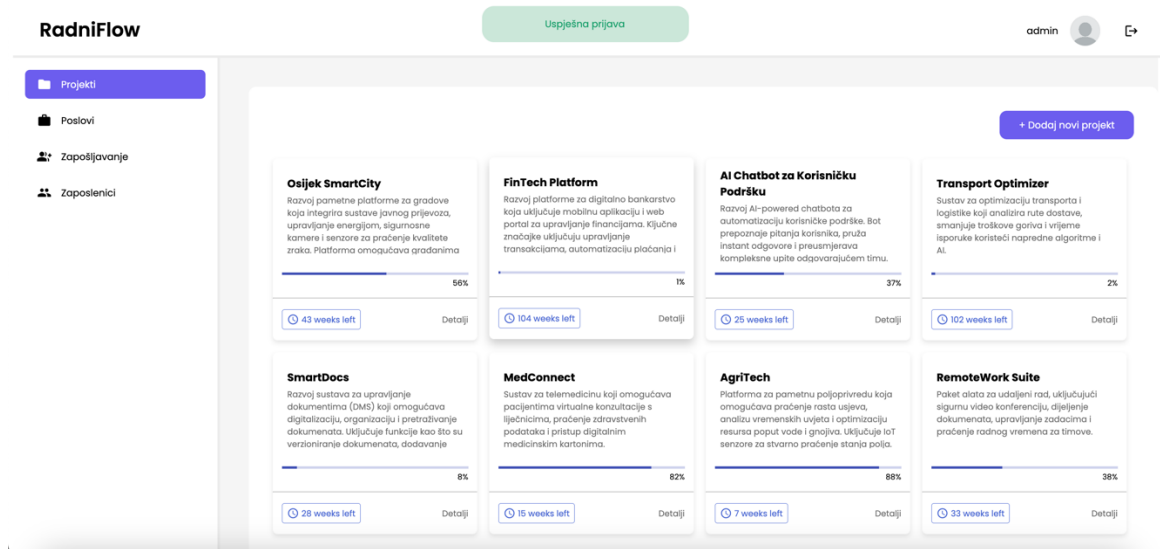 RadniFlow
Uspješna prijava
admin
Projekti
Poslovi
Zapošljavanje
Zaposlenici
+ Dodaj novi projekt
Osijek SmartCity
Razvoj pametne platforme za gradove
koja integrira sustave javnog prijevoza,
upravljanje energijom, sigurnosne
kamere i senzore za praćenje kvalitete
zraka. Platforma omogućava građanima
56%
43 weeks left
Detalji
FinTech Platform
Razvoj platforme za digitalno bankarstvo
koja uključuje mobilnu aplikaciju i web
portal za upravljanje financijama. Ključne
značajke uključuju upravljanje
transakcijama, automatizaciju plaćanja i
1%
104 weeks left
Detalji
AI Chatbot za Korisničku
Podršku
Razvoj AI-powered chatbota za
automatizaciju korisničke podrške. Bot
prepoznaje pitanja korisnika, pruža
instant odgovore i preusmjerava
kompleksne upite odgovarajućem timu.
37%
25 weeks left
Detalji
Transport Optimizer
Sustav za optimizaciju transporta i
logistike koji analizira rute dostave,
smanjuje troškove goriva i vrijeme
isporuke koristeći napredne algoritme i
AI.
2%
102 weeks left
Detalji
SmartDocs
Razvoj sustava za upravljanje
dokumentima (DMS) koji omogućava
digitalizaciju, organizaciju i pretraživanje
dokumenata. Uključuje funkcije kao što su
verzioniranje dokumenata, dodavanje
8%
28 weeks left
Detalji
MedConnect
Sustav za telemedicinu koji omogućava
pacijentima virtualne konzultacije s
liječnicima, praćenje zdravstvenih
podataka i pristup digitalnim
medicinskim kartonima.
82%
15 weeks left
Detalji
AgriTech
Platforma za pametnu poljoprivredu koja
omogućava praćenje rasta usjeva,
analizu vremenskih uvjeta i optimizaciju
resursa poput vode i gnojiva. Uključuje IoT
senzore za stvarno praćenje stanja polja.
88%
7 weeks left
Detalji
RemoteWork Suite
Paket alata za udaljeni rad, uključujući
sigurnu video konferenciju, dijeljenje
dokumenata, upravljanje zadacima i
praćenje radnog vremena za timove.
38%
33 weeks left
Detalji